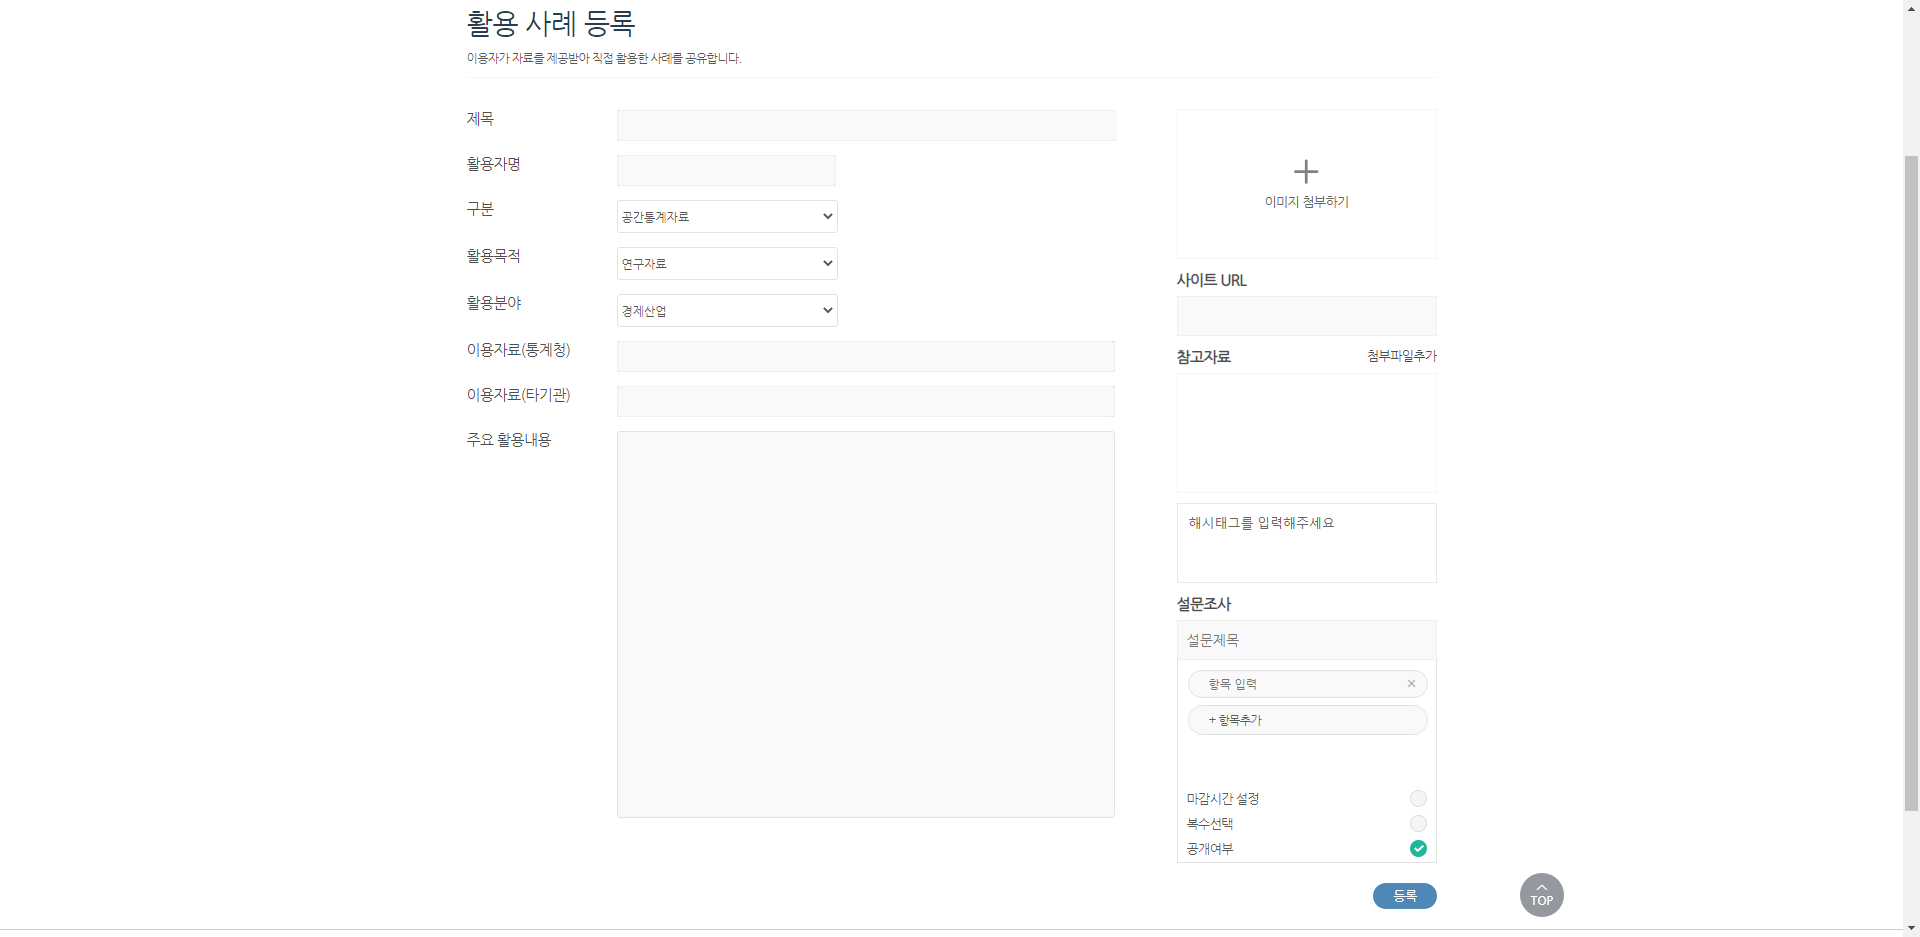 활용 사례 등록
이용자가 자료를 제공받아 직접 활용한 사례를 공유합니다.
제목
활용자명
구분
공간통계자료
활용목적
연구자료
활용분야
경제산업
이용자료(통계청)
이용자료(타기관)
주요 활용내용
이미지 첨부하기
사이트 URL
참고자료 첨부파일추가
해시태그를 입력해주세요
설문조사
설문제목
항목 입력 ×
+ 항목추가
마감시간 설정
복수선택
공개여부
등록
TOP